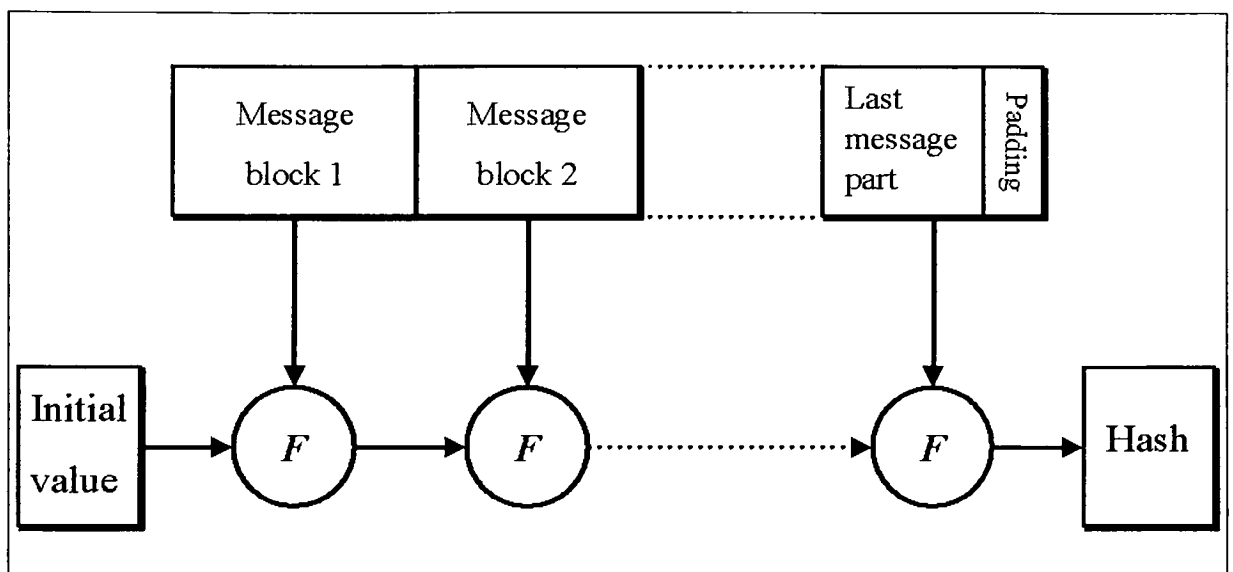 Message
block 1
Message
block 2
Last
message
part
Padding
Initial
value
F
F
F
Hash